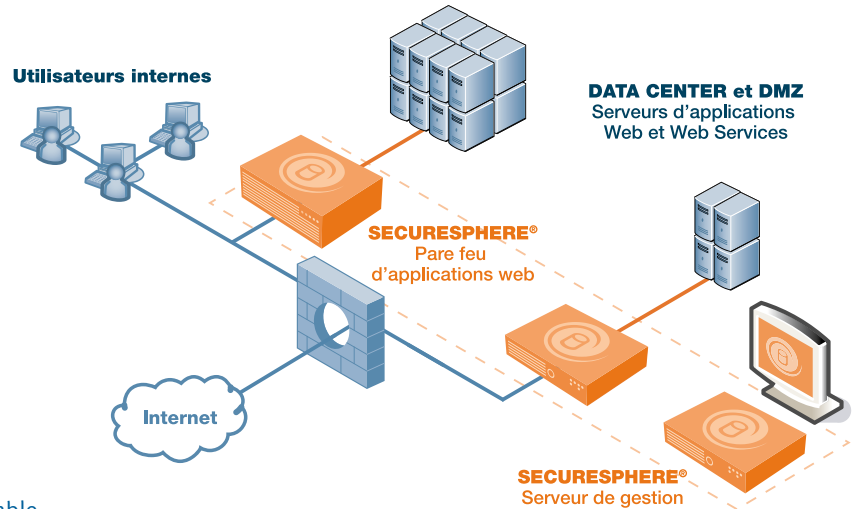 Utilisateurs internes
DATA CENTER et DMZ
Serveurs d'applications
Web et Web Services
SECURESPHERE®
Pare feu
d'applications web
Internet
SECURESPHERE®
Serveur de gestion